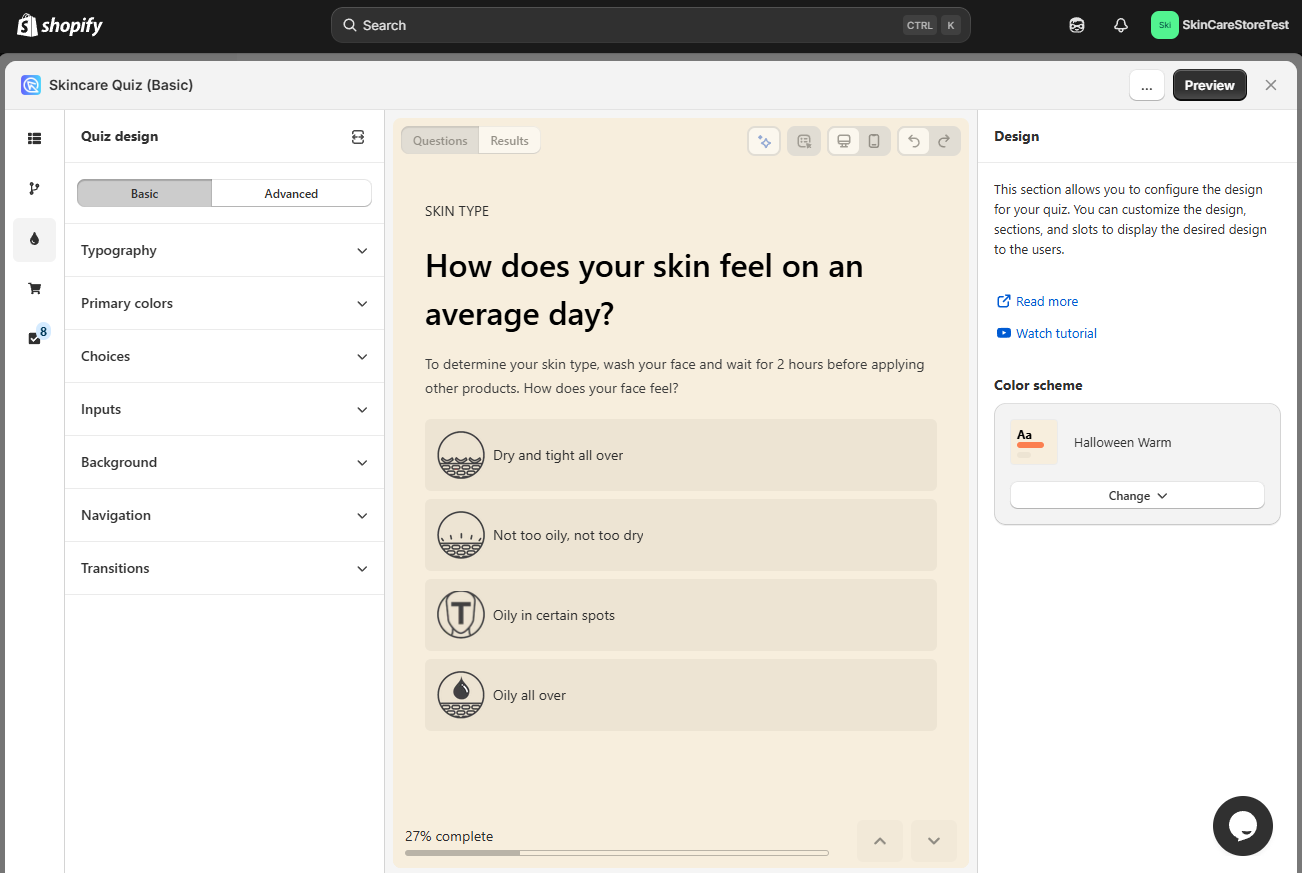 shopify
Search
CTRL K
Ski
SkinCareStoreTest
Skincare Quiz (Basic)
...
Preview
Quiz design
Basic
Advanced
Typography
Primary colors
Choices
Inputs
Background
Navigation
Transitions
8
Questions
Results
SKIN TYPE
How does your skin feel on an
average day?
To determine your skin type, wash your face and wait for 2 hours before applying
other products. How does your face feel?
Dry and tight all over
Not too oily, not too dry
T
Oily in certain spots
Oily all over
27% complete
Design
This section allows you to configure the design
for your quiz. You can customize the design,
sections, and slots to display the desired design
to the users.
Read more
Watch tutorial
Color scheme
Aa
Halloween Warm
Change